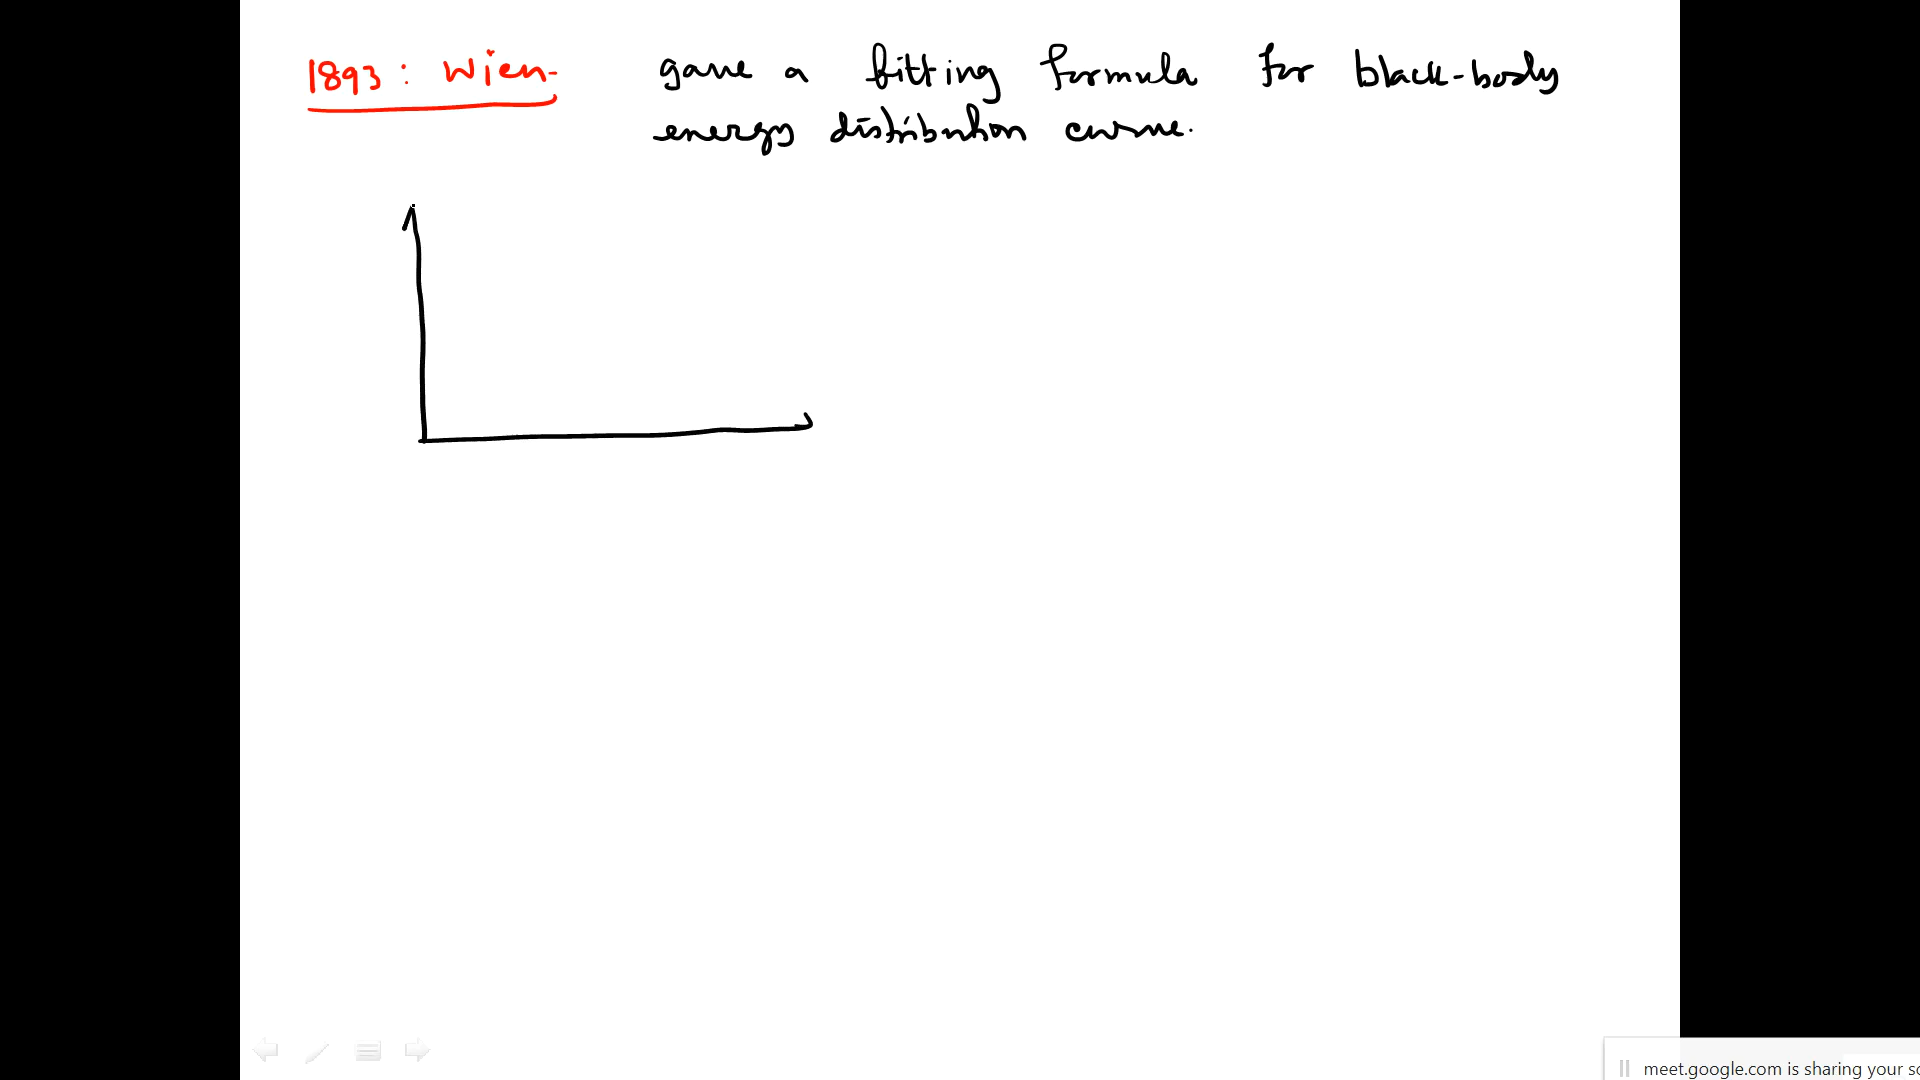 1893 : Wien- gave a fitting formula for black-body
energy distribution curve.
meet.google.com is sharing your sc